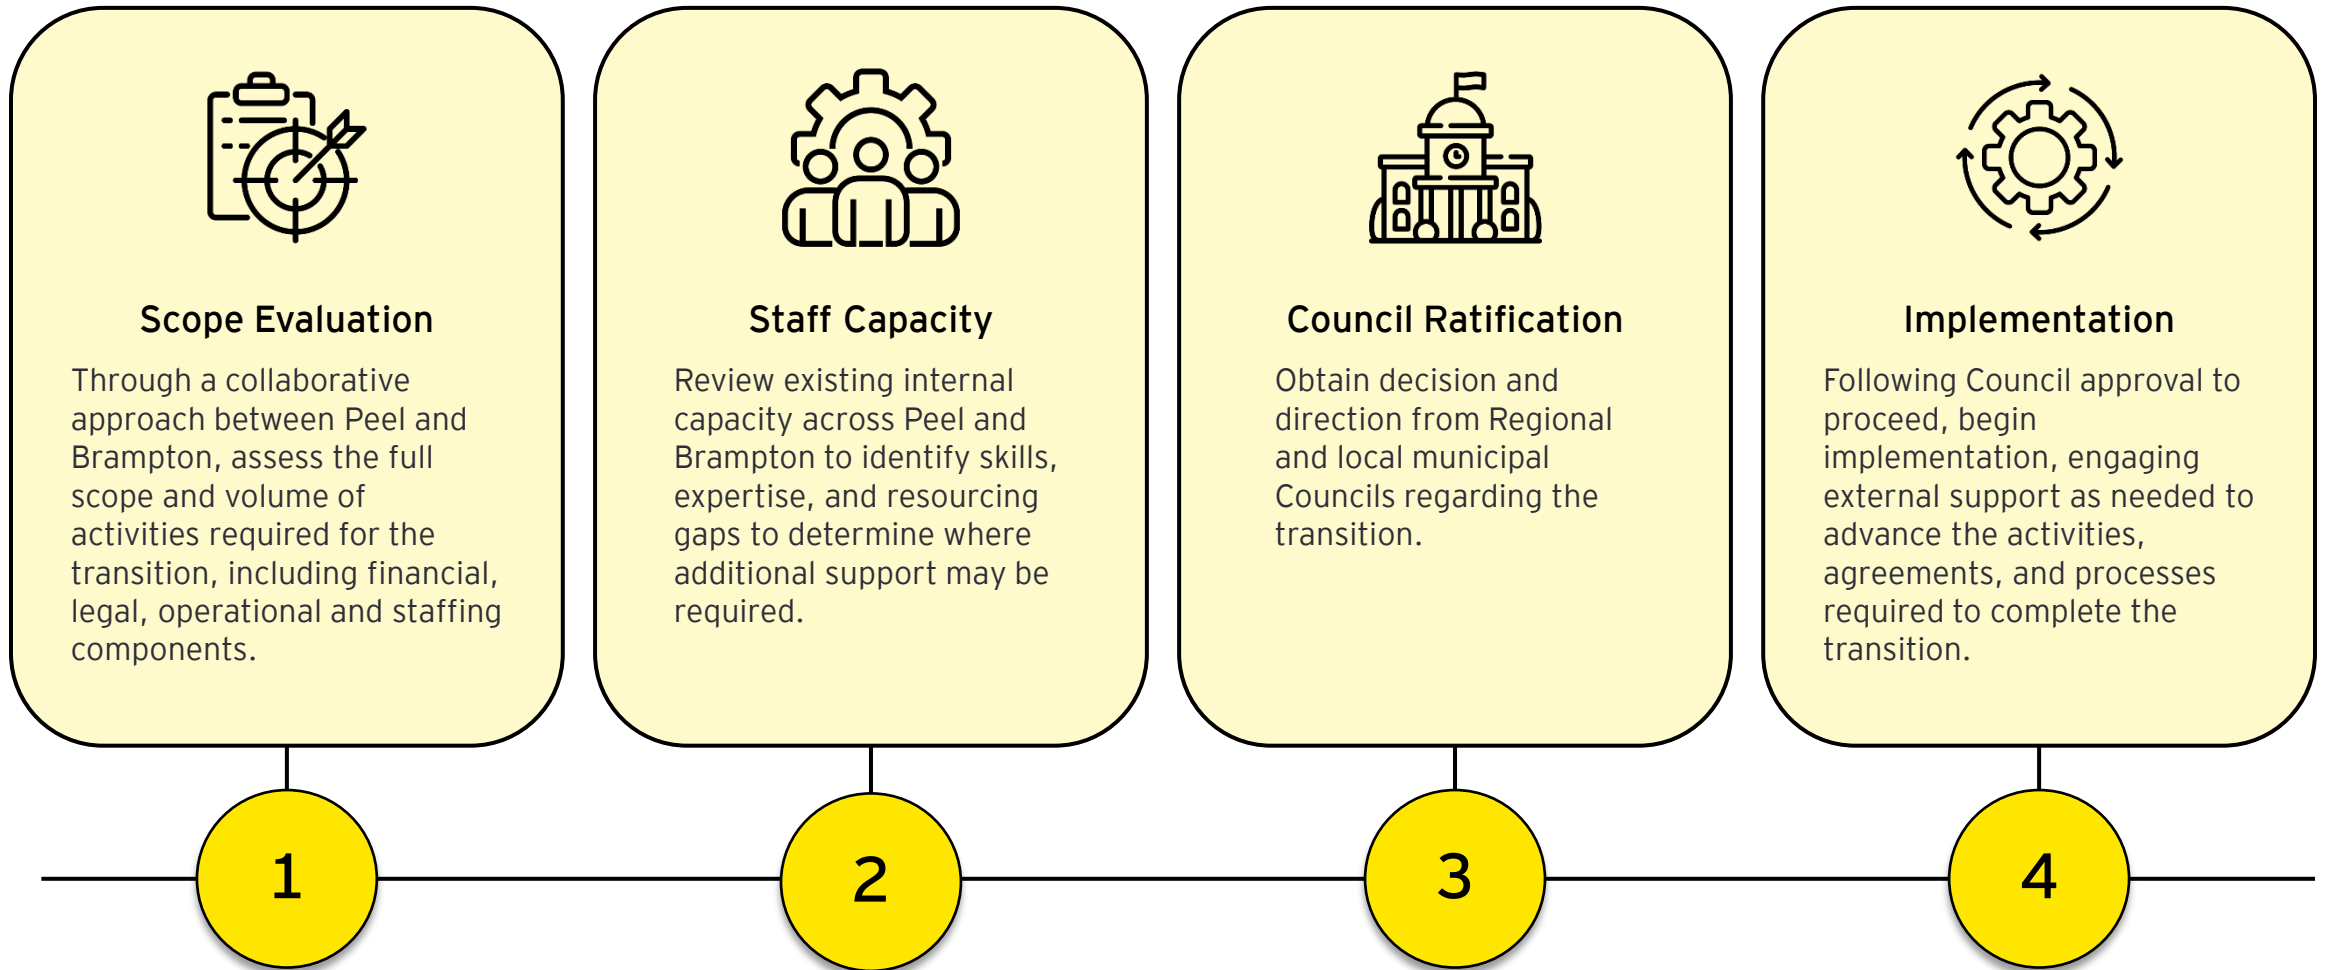 Scope Evaluation
Through a collaborative
approach between Peel and
Brampton, assess the full
scope and volume of
activities required for the
transition, including financial,
legal, operational and staffing
components.
1
Staff Capacity
Review existing internal
capacity across Peel and
Brampton to identify skills,
expertise, and resourcing
gaps to determine where
additional support may be
required.
2
Council Ratification
Obtain decision and
direction from Regional
and local municipal
Councils regarding the
transition.
3
Implementation
Following Council approval to
proceed, begin
implementation, engaging
external support as needed to
advance the activities,
agreements, and processes
required to complete the
transition.
4